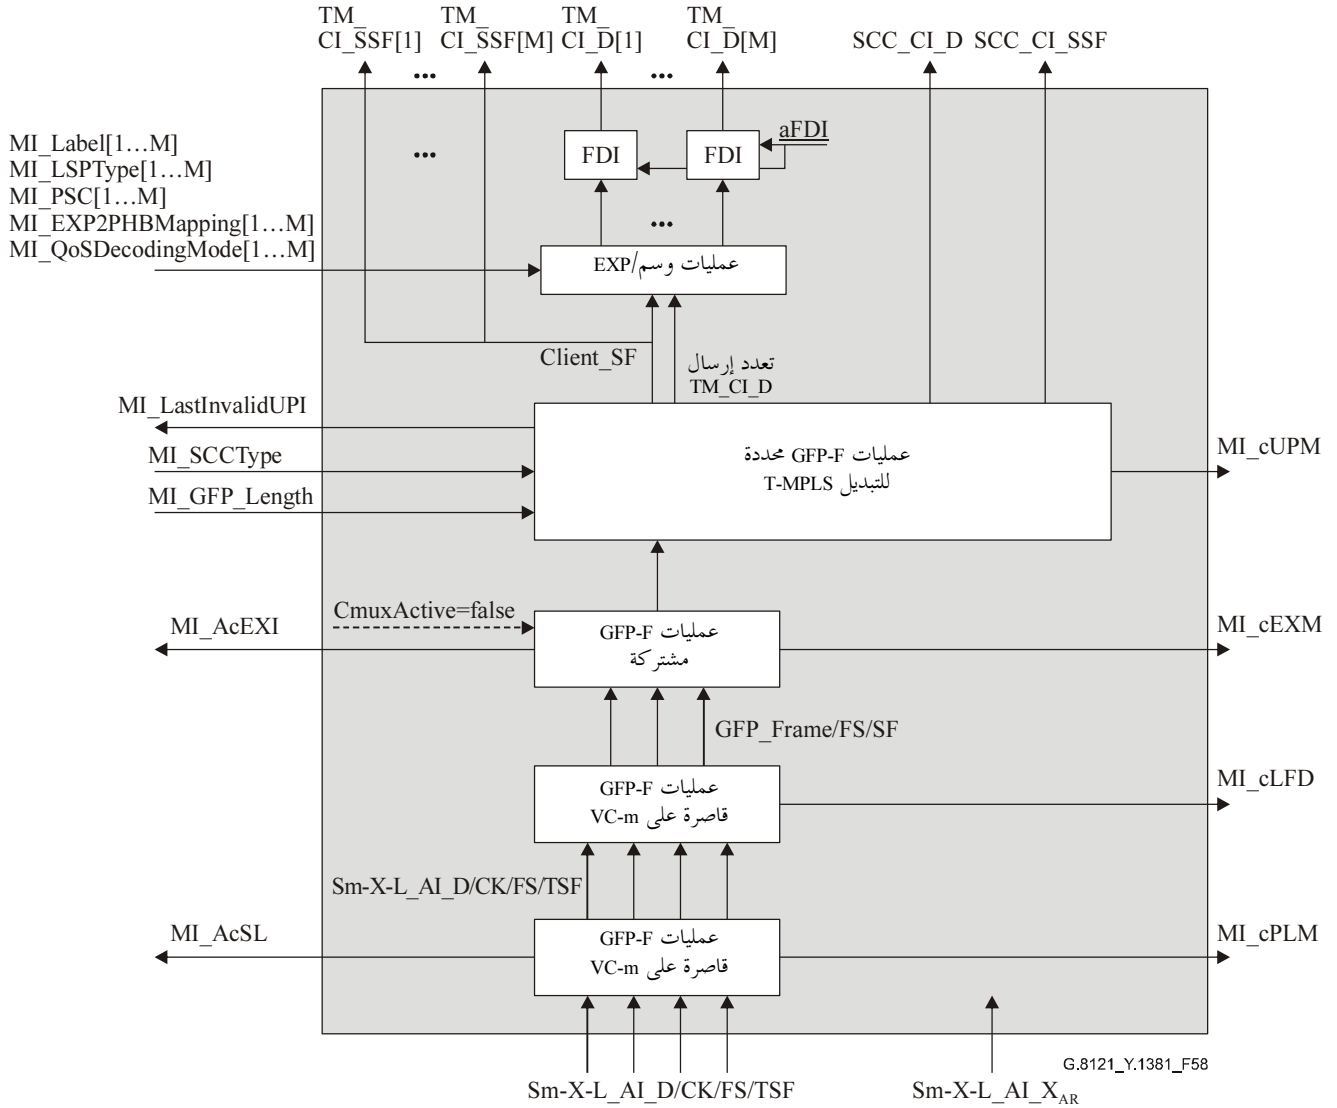 TM_
CI_SSF[1]
TM_
CI_SSF[M]
TM_
CI_D[1]
TM_
CI_D[M]
SCC_CI_D
SCC_CI_SSF
•••
•••
MI_Label[1…M]
MI_LSPType[1…M]
MI_PSC[1…M]
MI_EXP2PHBMapping[1…M]
MI_QoSDecodingMode[1…M]
•••
FDI
FDI
aFDI
•••
عمليات وسم/EXP
Client_SF
تعدد إرسال
TM_CI_D
MI_LastInvalidUPI
MI_SCCType
MI_GFP_Length
عمليات GFP-F محددة
للتبديل T-MPLS
MI_cUPM
CmuxActive=false
MI_AcEXI
عمليات GFP-F
مشتركة
MI_cEXM
GFP_Frame/FS/SF
عمليات GFP-F
قاصرة على VC-m
MI_cLFD
Sm-X-L_AI_D/CK/FS/TSF
MI_AcSL
عمليات GFP-F
قاصرة على VC-m
MI_cPLM
G.8121_Y.1381_F58
Sm-X-L_AI_D/CK/FS/TSF
Sm-X-L_AI_X_AR